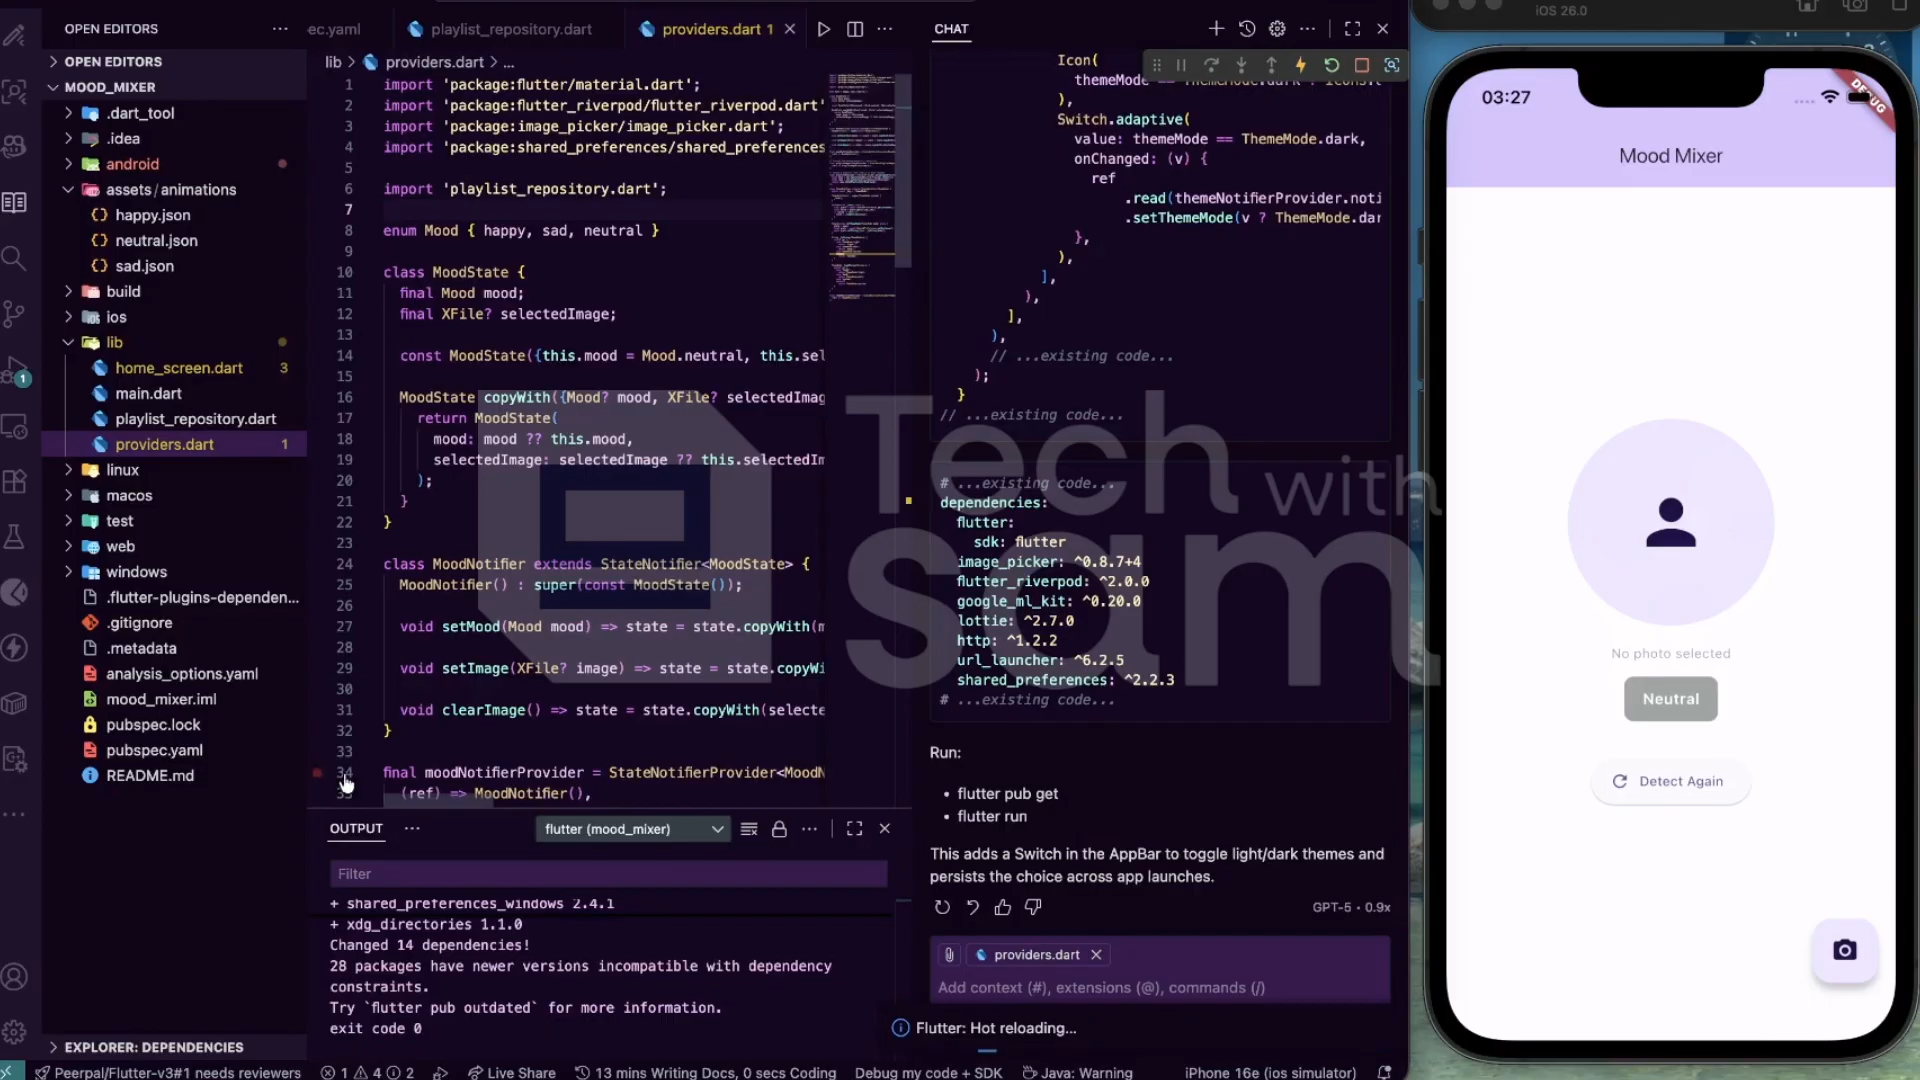 OPEN EDITORS
ec.yaml
playlist_repository.dart
providers.dart 1
CHAT
OPEN EDITORS
MOOD_MIXER
.dart_tool
.idea
android
assets/animations
happy.json
neutral.json
sad.json
build
ios
lib
home_screen.dart 3
main.dart
playlist_repository.dart
providers.dart 1
linux
macos
test
web
windows
.flutter-plugins-dependen...
.gitignore
.metadata
analysis_options.yaml
mood_mixer.iml
pubspec.lock
pubspec.yaml
README.md
EXPLORER: DEPENDENCIES
lib > providers.dart > ...
1 import 'package:flutter/material.dart';
2 import 'package:flutter_riverpod/flutter_riverpod.dart'
3 import 'package:image_picker/image_picker.dart';
4 import 'package:shared_preferences/shared_preferences
5
6 import 'playlist_repository.dart';
7
8 enum Mood { happy, sad, neutral }
9
10 class MoodState {
11 final Mood mood;
12 final XFile? selectedImage;
13
14 const MoodState({this.mood = Mood.neutral, this.sel
15
16 MoodState copyWith({Mood? mood, XFile? selectedImag
17 return MoodState(
18 mood: mood ?? this.mood,
19 selectedImage: selectedImage ?? this.selectedIm
20 );
21 }
22 }
23
24 class MoodNotifier extends StateNotifier<MoodState> {
25 MoodNotifier() : super(const MoodState());
26
27 void setMood(Mood mood) => state = state.copyWith(m
28
29 void setImage(XFile? image) => state = state.copyWi
30
31 void clearImage() => state = state.copyWith(selecte
32 }
33
34 final moodNotifierProvider = StateNotifierProvider<MoodN
35 (ref) => MoodNotifier(),
OUTPUT
flutter (mood_mixer)
Filter
+ shared_preferences_windows 2.4.1
+ xdg_directories 1.1.0
Changed 14 dependencies!
28 packages have newer versions incompatible with dependency
constraints.
Try `flutter pub outdated` for more information.
exit code 0
Icon(
themeMode == ThemeMode.dark ? Icons.
),
Switch.adaptive(
value: themeMode == ThemeMode.dark,
onChanged: (v) {
ref
.read(themeNotifierProvider.noti
.setThemeMode(v ? ThemeMode.dar
},
),
],
),
],
),
// ...existing code...
);
}
// ...existing code...
# ...existing code...
dependencies:
flutter:
sdk: flutter
image_picker: ^0.8.7+4
flutter_riverpod: ^2.0.0
google_ml_kit: ^0.20.0
lottie: ^2.7.0
http: ^1.2.2
url_launcher: ^6.2.5
shared_preferences: ^2.2.3
# ...existing code...
Run:
• flutter pub get
• flutter run
This adds a Switch in the AppBar to toggle light/dark themes and
persists the choice across app launches.
GPT-5 • 0.9x
providers.dart
Add context (#), extensions (@), commands (/)
Flutter: Hot reloading...
Tech with
sam
iOS 26.0
03:27
DEBUG
Mood Mixer
No photo selected
Neutral
Detect Again
1
Peerpal/Flutter-v3#1 needs reviewers
1 4 2
Live Share
13 mins Writing Docs, 0 secs Coding
Debug my code + SDK
Java: Warning
iPhone 16e (ios simulator)